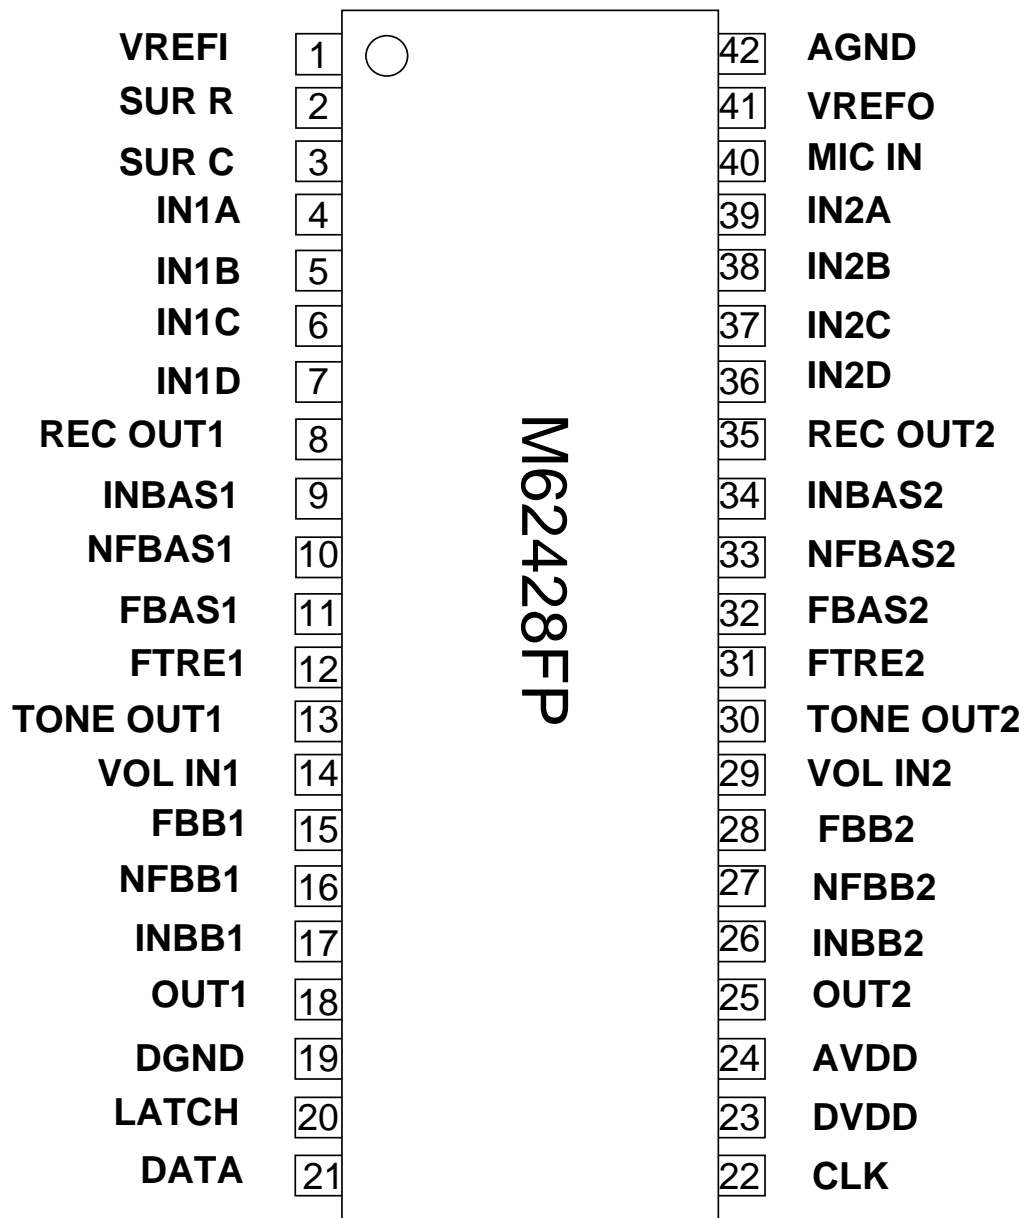 VREFI 1 42 AGND
SUR R 2 41 VREFO
SUR C 3 40 MIC IN
IN1A 4 39 IN2A
IN1B 5 38 IN2B
IN1C 6 37 IN2C
IN1D 7 36 IN2D
REC OUT1 8 35 REC OUT2
INBAS1 9 34 INBAS2
NFBAS1 10 33 NFBAS2
FBAS1 11 32 FBAS2
FTRE1 12 31 FTRE2
TONE OUT1 13 30 TONE OUT2
VOL IN1 14 29 VOL IN2
FBB1 15 28 FBB2
NFBB1 16 27 NFBB2
INBB1 17 26 INBB2
OUT1 18 25 OUT2
DGND 19 24 AVDD
LATCH 20 23 DVDD
DATA 21 22 CLK
M62428FP